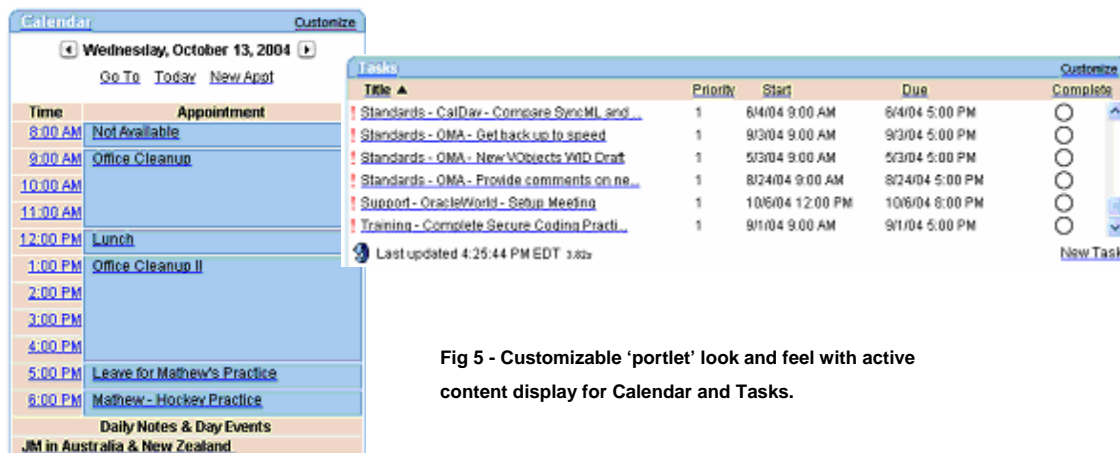 Calendar Customize
Wednesday, October 13, 2004
Go To Today New Appt
Time Appointment
8:00 AM Not Available
9:00 AM Office Cleanup
10:00 AM
11:00 AM
12:00 PM Lunch
1:00 PM Office Cleanup II
2:00 PM
3:00 PM
4:00 PM
5:00 PM Leave for Mathew's Practice
6:00 PM Mathew - Hockey Practice
Daily Notes & Day Events
JM in Australia & New Zealand
Tasks Customize
Title ▲ Priority Start Due Complete
! Standards - CalDav - Compare SyncML and ... 1 6/4/04 9:00 AM 6/4/04 5:00 PM
! Standards - OMA - Get back up to speed 1 9/3/04 9:00 AM 9/3/04 5:00 PM
! Standards - OMA - New VObjects WID Draft 1 5/3/04 9:00 AM 5/3/04 5:00 PM
! Standards - OMA - Provide comments on ne... 1 8/24/04 9:00 AM 8/24/04 5:00 PM
! Support - OracleWorld - Setup Meeting 1 10/6/04 12:00 PM 10/6/04 8:00 PM
! Training - Complete Secure Coding Practi... 1 9/1/04 9:00 AM 9/1/04 5:00 PM
Last updated 4:25:44 PM EDT 3.82s
New Task
Fig 5 - Customizable ‘portlet’ look and feel with active
content display for Calendar and Tasks.